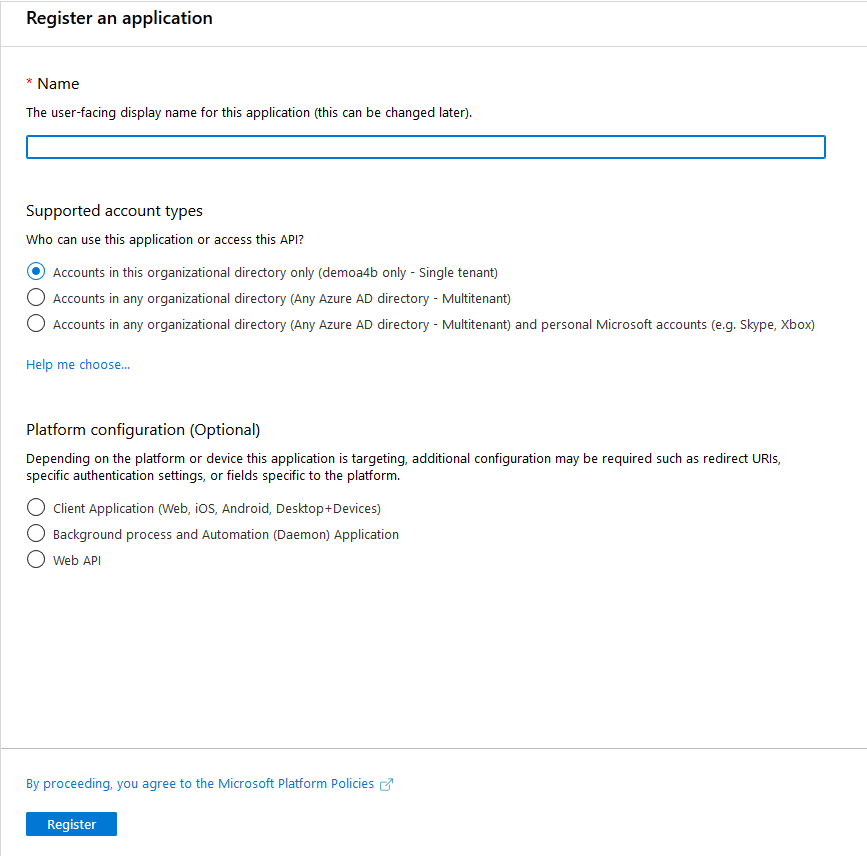 Register an application
* Name
The user-facing display name for this application (this can be changed later).
Supported account types
Who can use this application or access this API?
Accounts in this organizational directory only (demoa4b only - Single tenant)
Accounts in any organizational directory (Any Azure AD directory - Multitenant)
Accounts in any organizational directory (Any Azure AD directory - Multitenant) and personal Microsoft accounts (e.g. Skype, Xbox)
Help me choose...
Platform configuration (Optional)
Depending on the platform or device this application is targeting, additional configuration may be required such as redirect URIs,
specific authentication settings, or fields specific to the platform.
Client Application (Web, iOS, Android, Desktop+Devices)
Background process and Automation (Daemon) Application
Web API
By proceeding, you agree to the Microsoft Platform Policies
Register